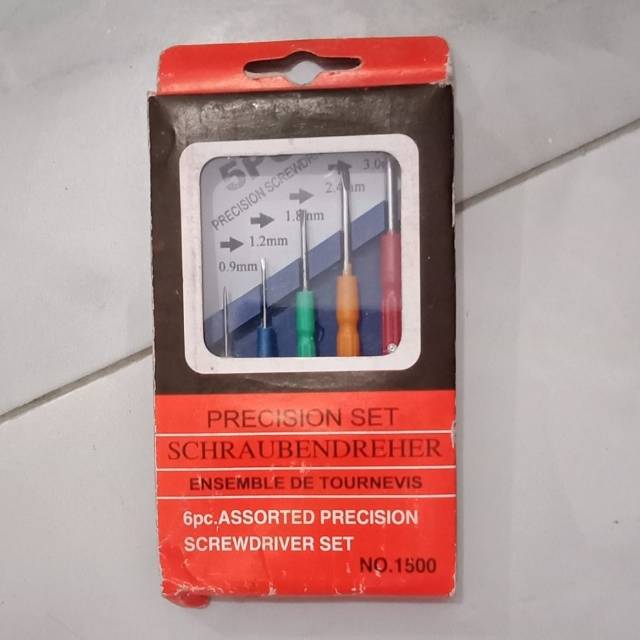 5PC
PRECISION SCREWDR
3.0
2.4mm
1.8mm
1.2mm
0.9mm
PRECISION SET
SCHRAUBENDREHER
ENSEMBLE DE TOURNEVIS
6pc.ASSORTED PRECISION
SCREWDRIVER SET
NO.1500